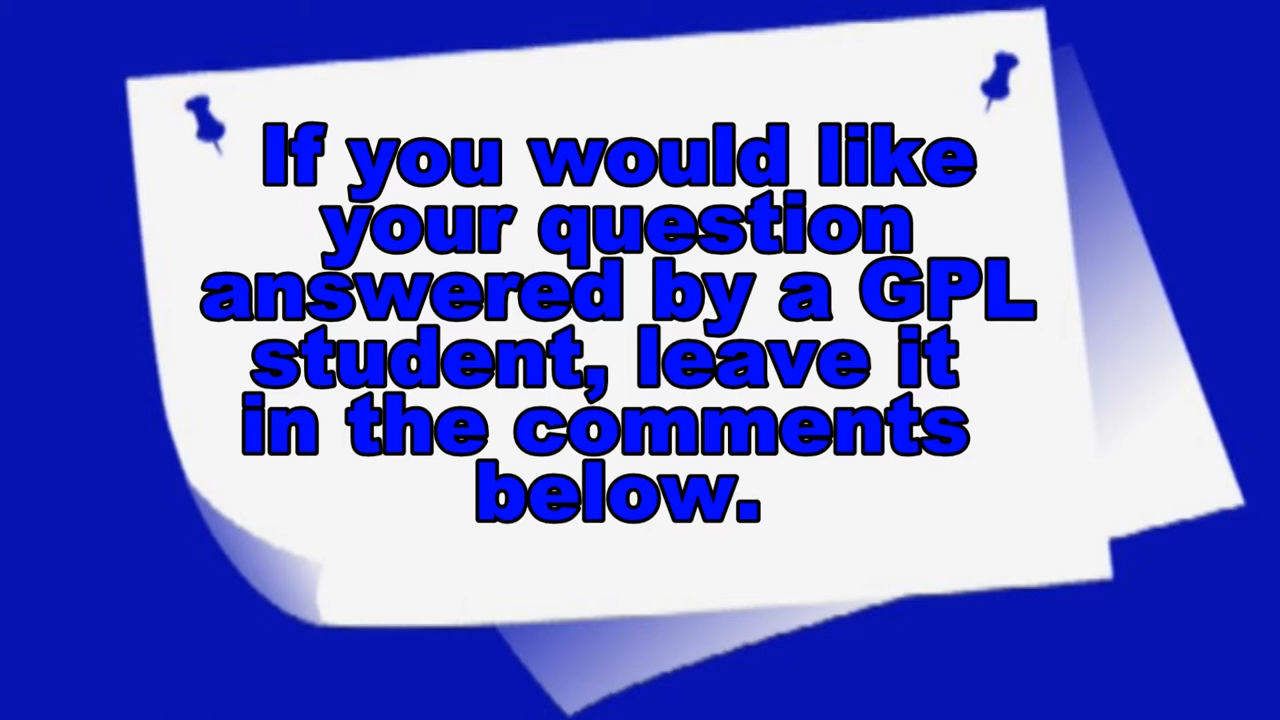 If you would like
your question
answered by a GPL
student, leave it
in the comments
below.